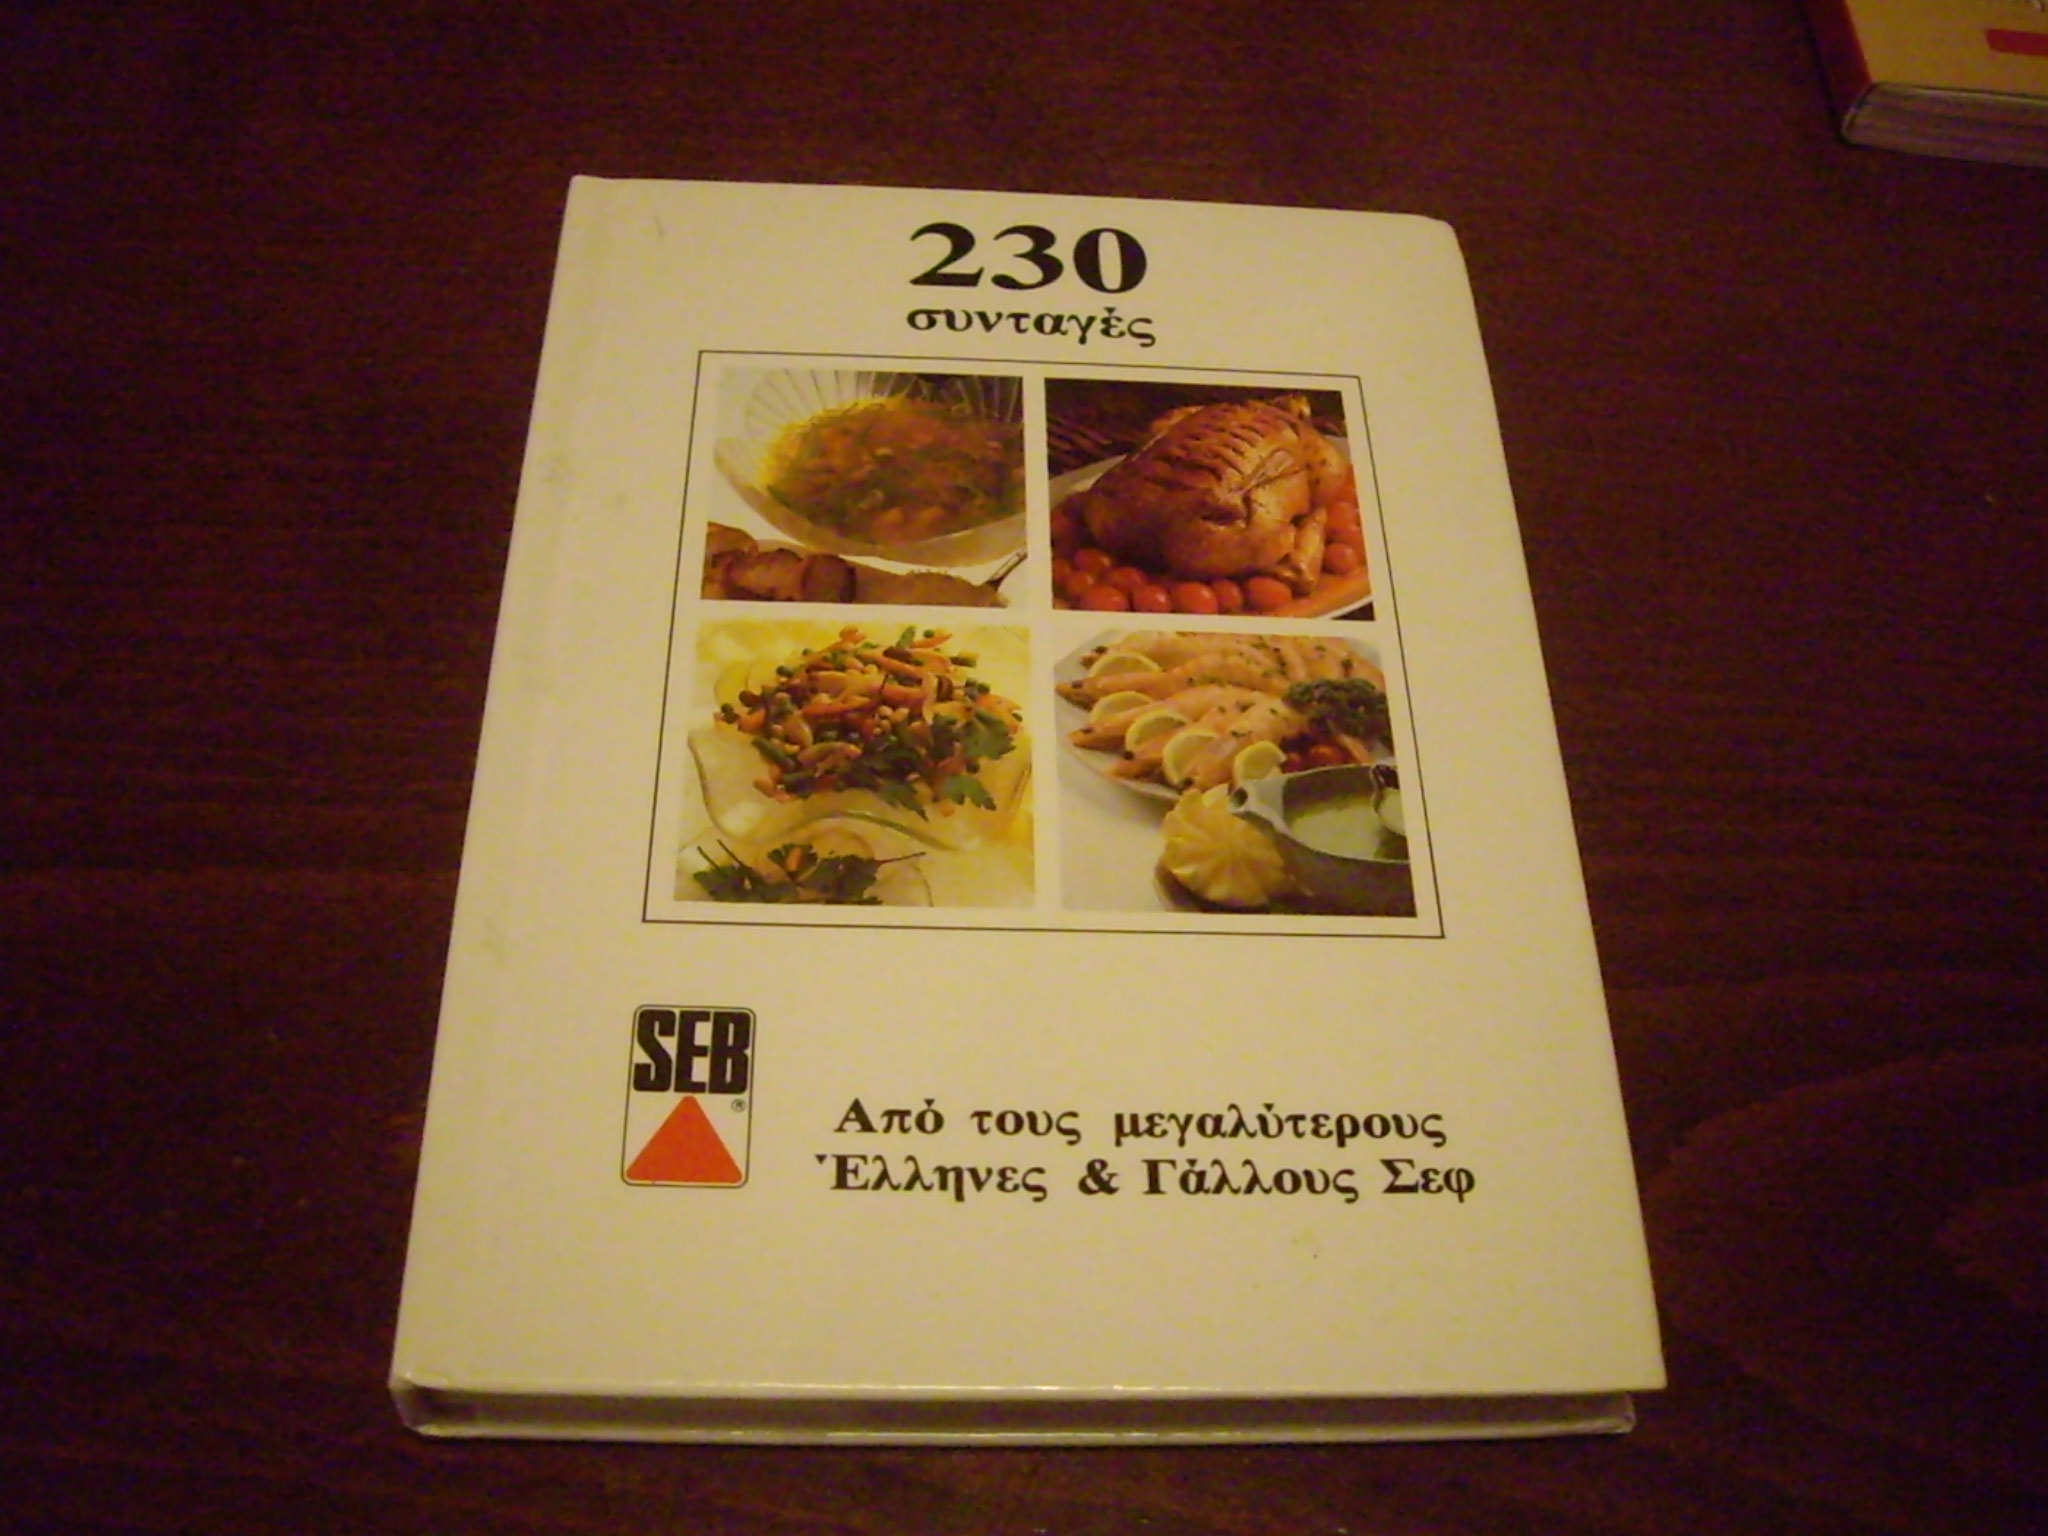 230
συνταγές
SEB
®
Από τους μεγαλύτερους
Έλληνες & Γάλλους Σεφ